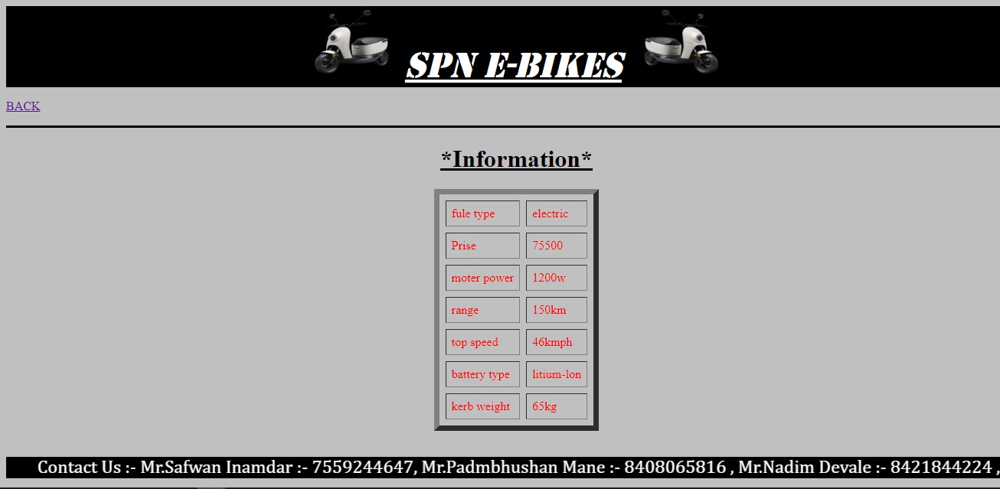 SPN E-BIKES
BACK
*Information*
fule type electric
Prise 75500
moter power 1200w
range 150km
top speed 46kmph
battery type litium-lon
kerb weight 65kg
Contact Us :- Mr.Safwan Inamdar :- 7559244647, Mr.Padmbhushan Mane :- 8408065816 , Mr.Nadim Devale :- 8421844224 ,